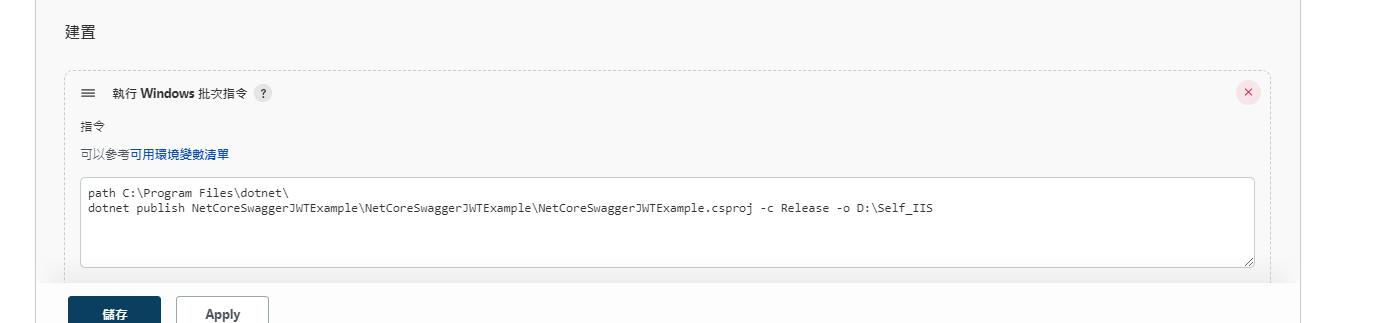 建置
執行 Windows 批次指令 ?
指令
可以參考可用環境變數清單
path C:\Program Files\dotnet\
dotnet publish NetCoreSwaggerJWTExample\NetCoreSwaggerJWTExample\NetCoreSwaggerJWTExample.csproj -c Release -o D:\Self_IIS
儲存 Apply